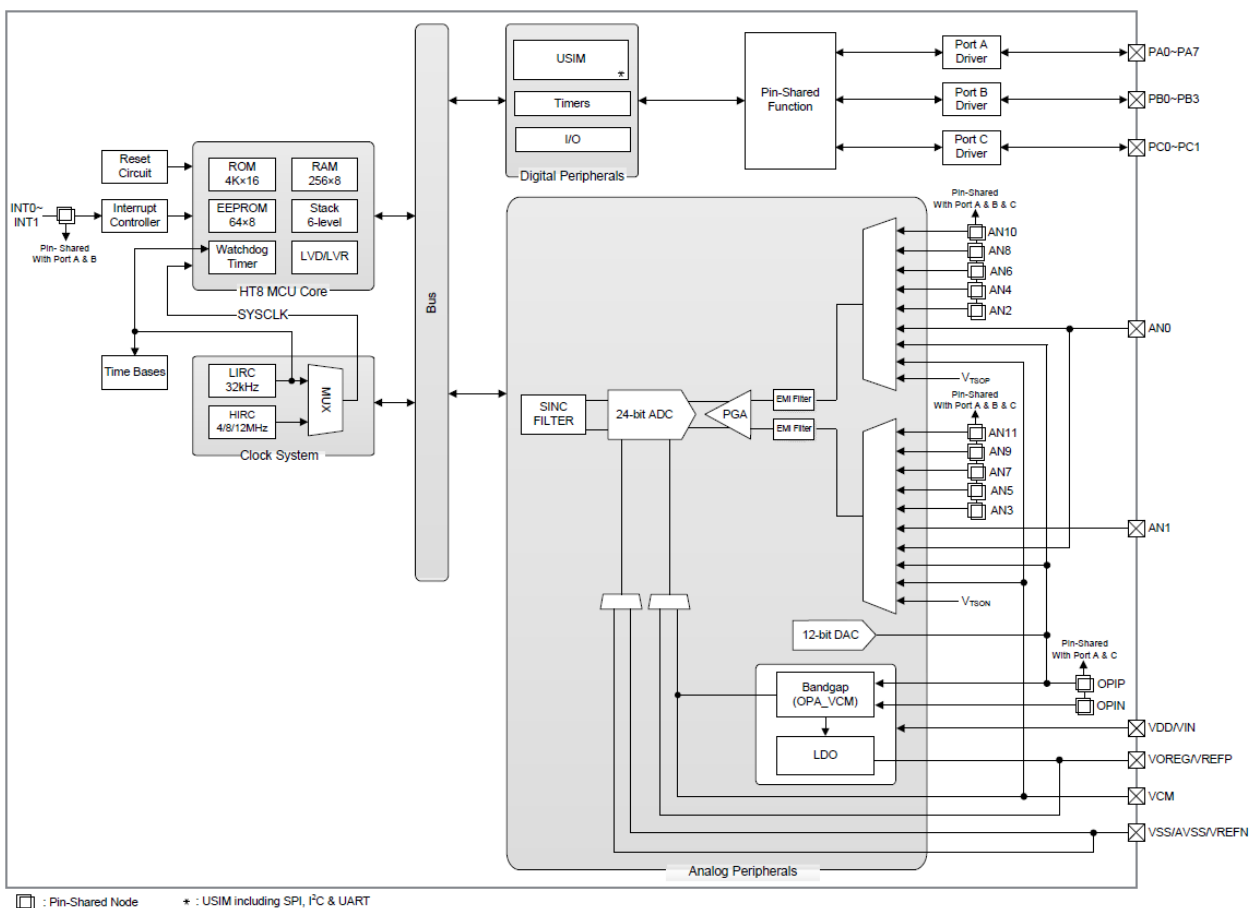 USIM
*
Timers
I/O
Digital Peripherals
Pin-Shared
Function
Port A
Driver
PA0~PA7
Port B
Driver
PB0~PB3
Port C
Driver
PC0~PC1
Reset
Circuit
INT0~
INT1
Pin- Shared
With Port A & B
Interrupt
Controller
ROM
4K×16
RAM
256×8
EEPROM
64×8
Stack
6-level
Watchdog
Timer
LVD/LVR
HT8 MCU Core
SYSCLK
Time Bases
LIRC
32kHz
HIRC
4/8/12MHz
MUX
Clock System
Bus
SINC
FILTER
24-bit ADC
PGA
EMI Filter
EMI Filter
Pin-Shared
With Port A & B & C
AN10
AN8
AN6
AN4
AN2
AN0
VTSOP
Pin-Shared
With Port A & B & C
AN11
AN9
AN7
AN5
AN3
AN1
VTSON
12-bit DAC
Pin-Shared
With Port A & C
OPIP
OPIN
Bandgap
(OPA_VCM)
LDO
VDD/VIN
VOREG/VREFP
VCM
VSS/AVSS/VREFN
Analog Peripherals
: Pin-Shared Node
* : USIM including SPI, I²C & UART